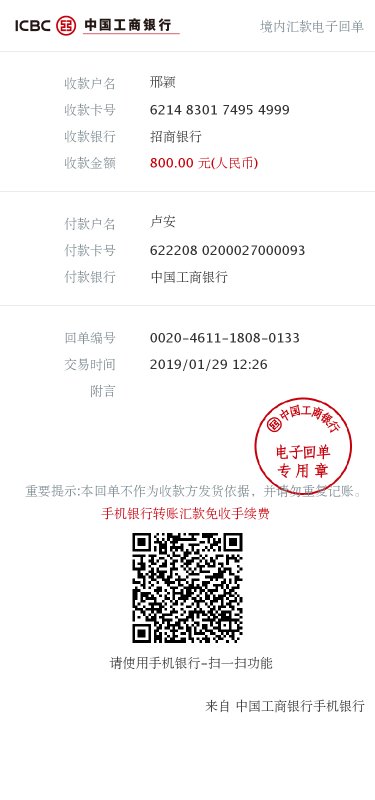 ICBC 中国工商银行 境内汇款电子回单
收款户名 邢颖
收款卡号 6214 8301 7495 4999
收款银行 招商银行
收款金额 800.00 元(人民币)
付款户名 卢安
付款卡号 622208 0200027000093
付款银行 中国工商银行
回单编号 0020-4611-1808-0133
交易时间 2019/01/29 12:26
附言
中国工商银行
电子回单
专用章
重要提示:本回单不作为收款方发货依据，并请勿重复记账。
手机银行转账汇款免收手续费
请使用手机银行-扫一扫功能
来自 中国工商银行手机银行